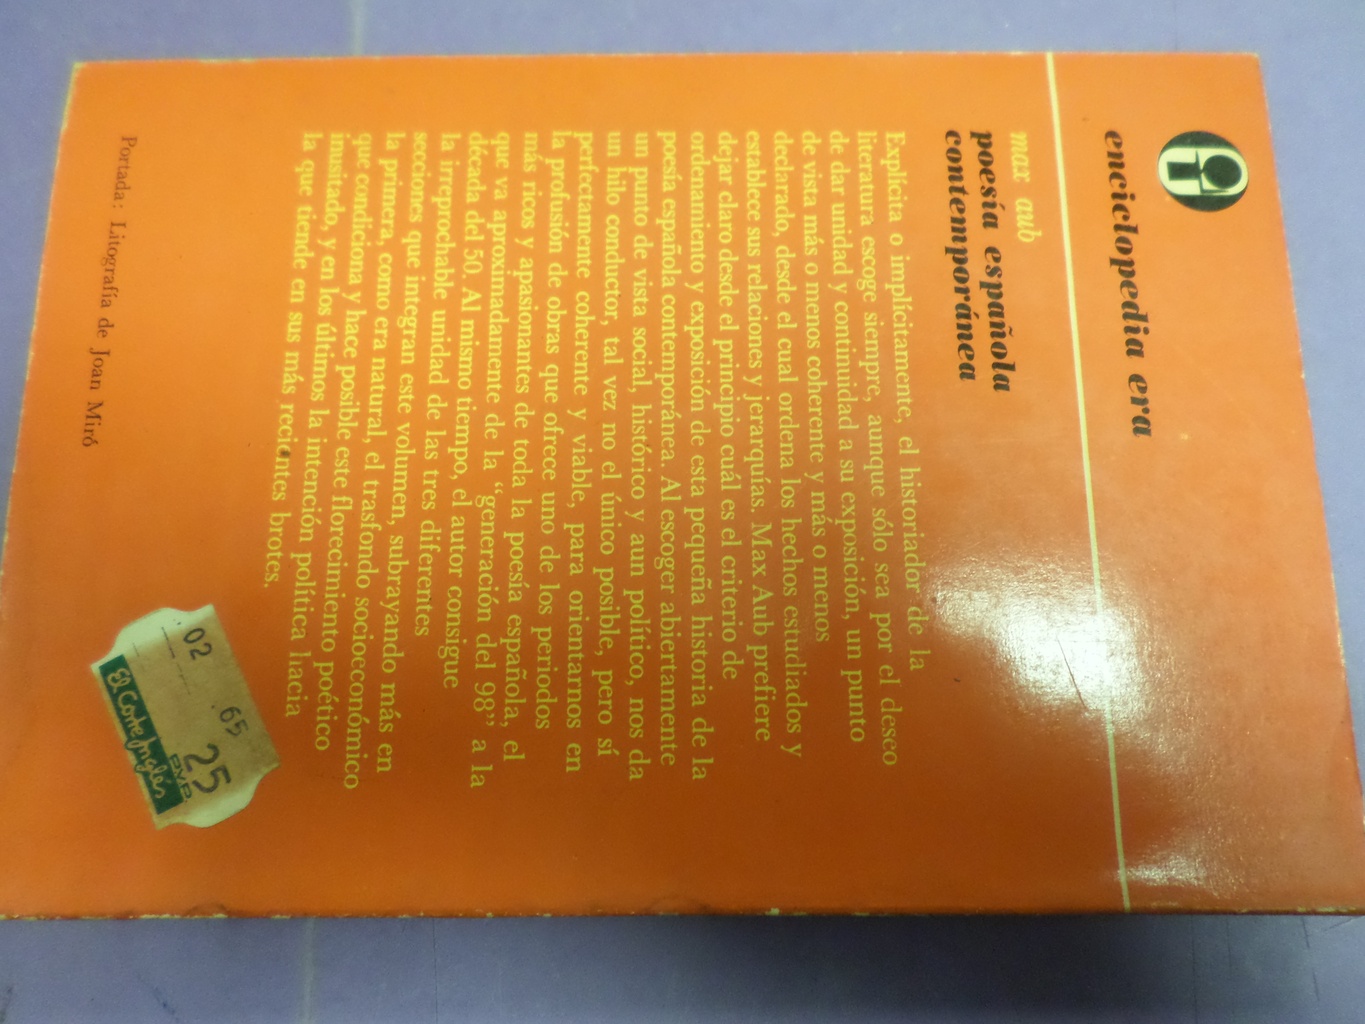 enciclopedia era
max aub
poesía española
contemporánea
Explícita o implícitamente, el historiador de la
literatura escoge siempre, aunque sólo sea por el deseo
de dar unidad y continuidad a su exposición, un punto
de vista más o menos coherente y más o menos
declarado, desde el cual ordena los hechos estudiados y
establece sus relaciones y jerarquías. Max Aub prefiere
dejar claro desde el principio cuál es el criterio de
ordenamiento y exposición de esta pequeña historia de la
poesía española contemporánea. Al escoger abiertamente
un punto de vista social, histórico y aun político, nos da
un hilo conductor, tal vez no el único posible, pero sí
perfectamente coherente y viable, para orientarnos en
la profusión de obras que ofrece uno de los periodos
más ricos y apasionantes de toda la poesía española, el
que va aproximadamente de la “generación del 98” a la
década del 50. Al mismo tiempo, el autor consigue
la irreprochable unidad de las tres diferentes
secciones que integran este volumen, subrayando más en
la primera, como era natural, el trasfondo socioeconómico
que condiciona y hace posible este florecimiento poético
inusitado, y en los últimos la intención política hacia
la que tiende en sus más recientes brotes.
Portada: Litografía de Joan Miró
02 65
25
El Corte Inglés